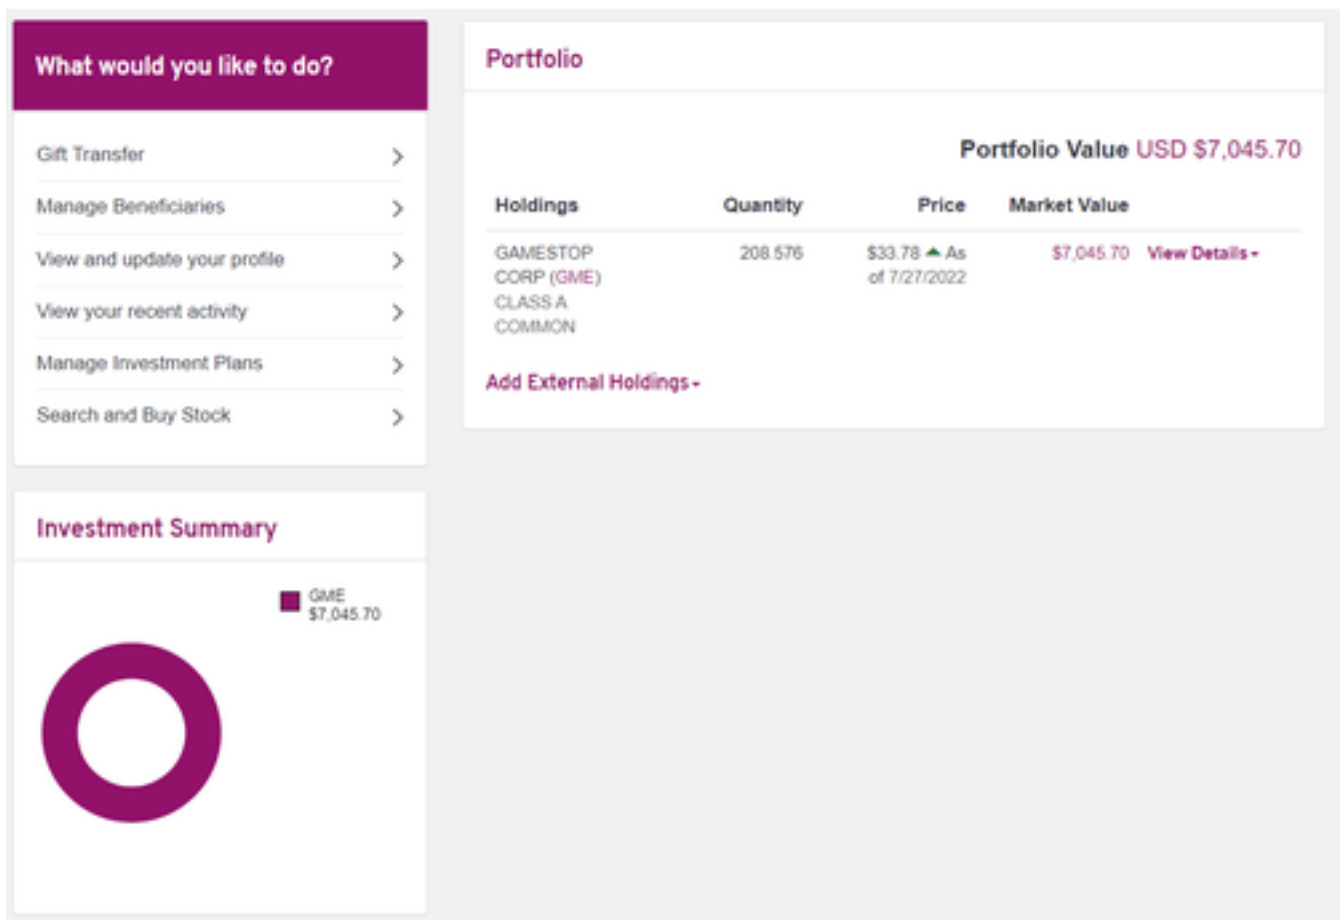 What would you like to do?
Gift Transfer
Manage Beneficiaries
View and update your profile
View your recent activity
Manage Investment Plans
Search and Buy Stock
Portfolio
Portfolio Value USD $7,045.70
Holdings Quantity Price Market Value
GAMESTOP 208.576 $33.78 As $7,045.70 View Details
CORP (GME) of 7/27/2022
CLASS A
COMMON
Add External Holdings
Investment Summary
GME
$7,045.70